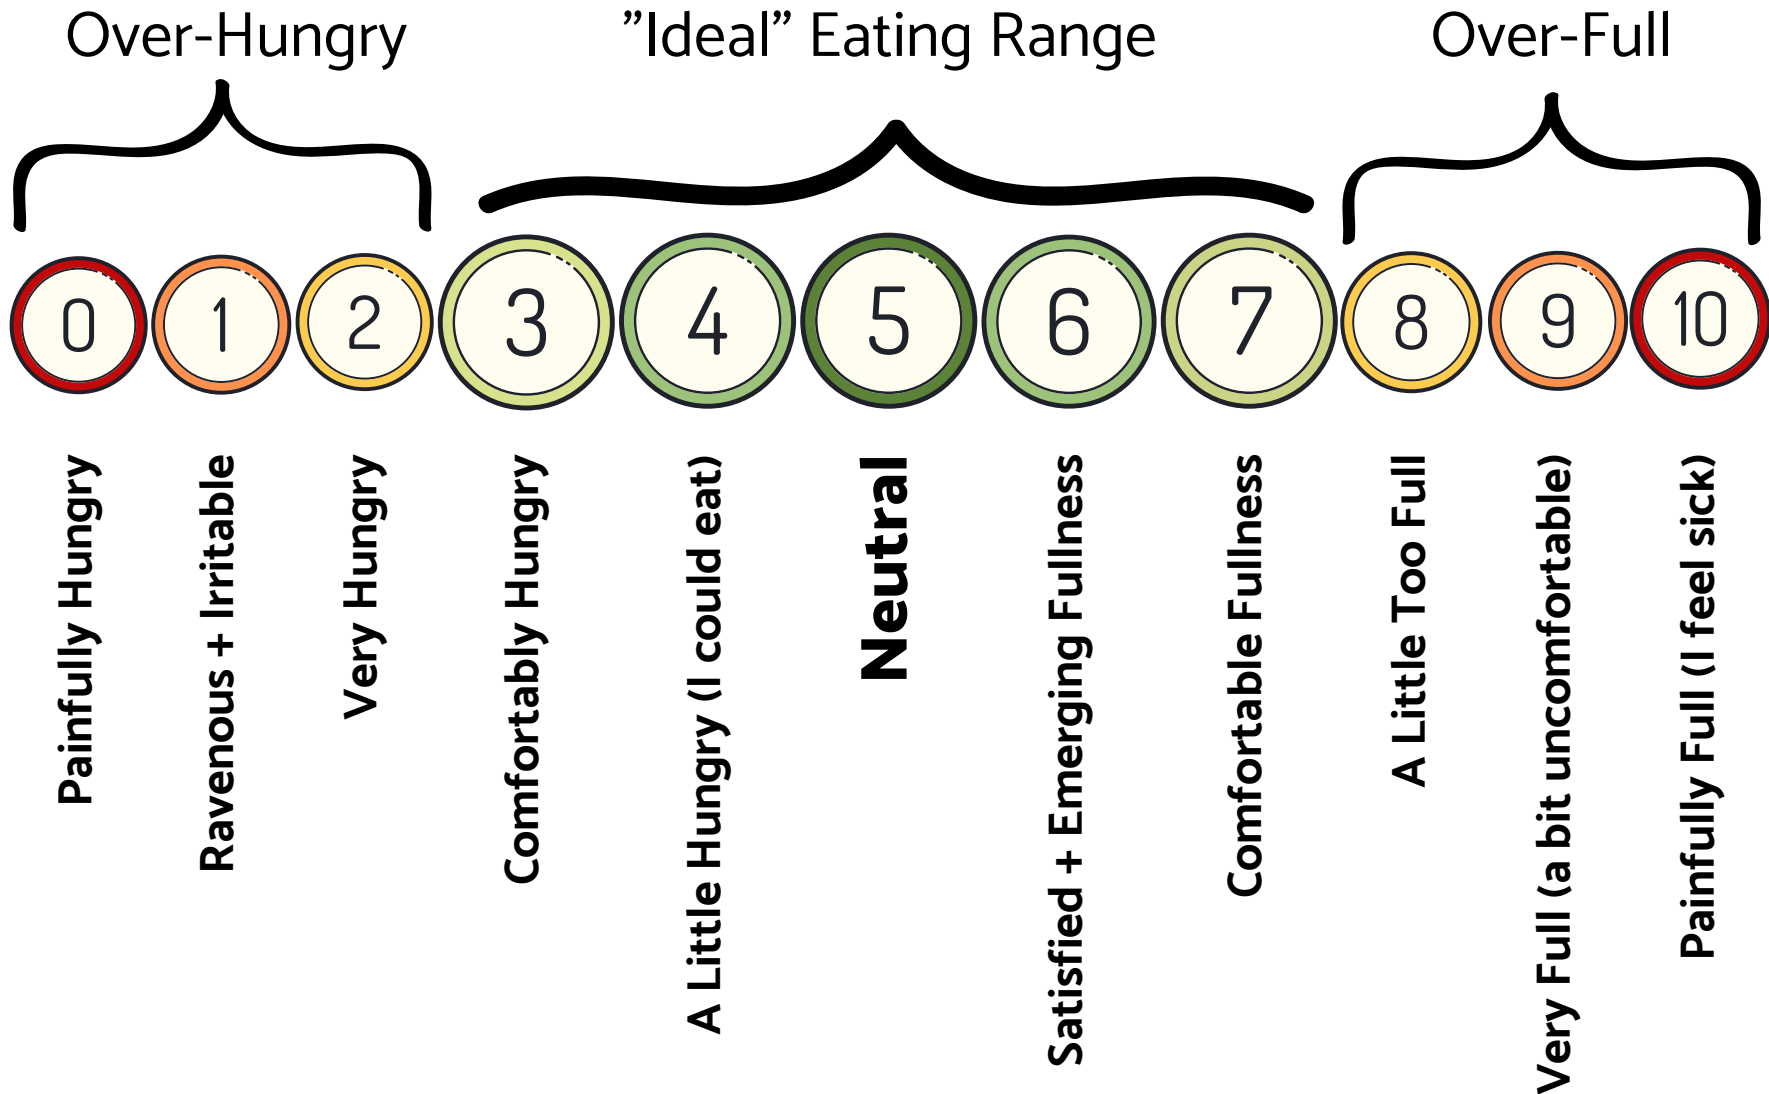 Over-Hungry
”Ideal” Eating Range
Over-Full
0
1
2
3
4
5
6
7
8
9
10
Painfully Hungry
Ravenous + Irritable
Very Hungry
Comfortably Hungry
A Little Hungry (I could eat)
Neutral
Satisfied + Emerging Fullness
Comfortable Fullness
A Little Too Full
Very Full (a bit uncomfortable)
Painfully Full (I feel sick)